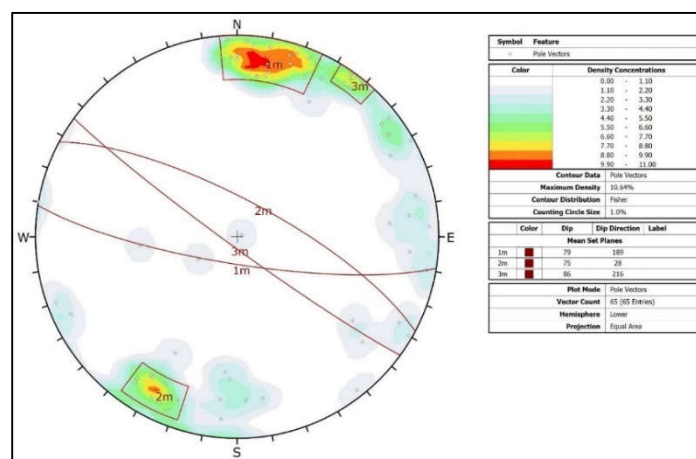 N
1m
3m
2m
W
E
3m
1m
2m
S
Symbol Feature
Pole Vectors
Color Density Concentrations
0.00 - 1.10
1.10 - 2.20
2.20 - 3.30
3.30 - 4.40
4.40 - 5.50
5.50 - 6.60
6.60 - 7.70
7.70 - 8.80
8.80 - 9.90
9.90 - 11.00
Contour Data Pole Vectors
Maximum Density 10.64%
Contour Distribution Fisher
Counting Circle Size 1.0%
Color Dip Dip Direction Label
Mean Set Planes
1m 79 189
2m 75 28
3m 86 216
Plot Mode Pole Vectors
Vector Count 65 (65 Entries)
Hemisphere Lower
Projection Equal Area